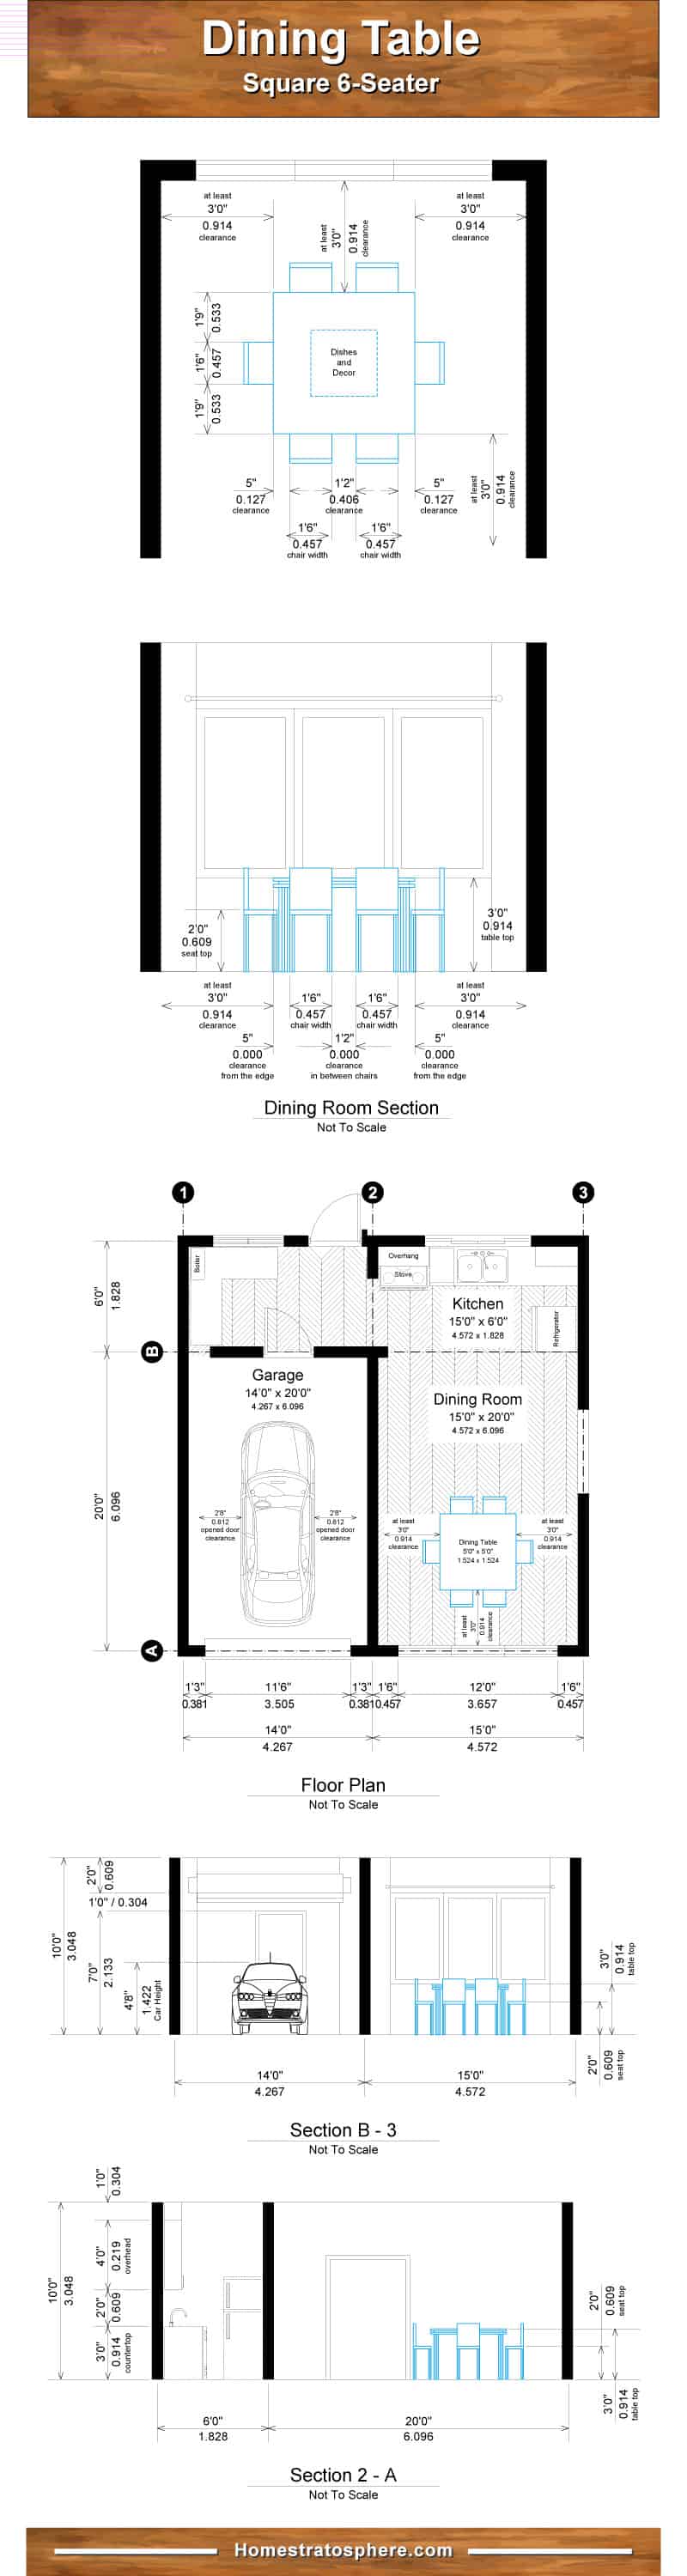 Dining Table
Square 6-Seater
at least
3'0"
0.914
clearance
at least
3'0"
0.914
clearance
at least
3'0"
0.914
clearance
1'9"
0.533
1'6"
0.457
1'9"
0.533
Dishes
and
Decor
5"
0.127
clearance
1'2"
0.406
clearance
5"
0.127
clearance
at least
3'0"
0.914
clearance
1'6"
0.457
chair width
1'6"
0.457
chair width
2'0"
0.609
seat top
3'0"
0.914
table top
at least
3'0"
0.914
clearance
1'6"
0.457
chair width
1'6"
0.457
chair width
at least
3'0"
0.914
clearance
5"
0.000
clearance
from the edge
1'2"
0.000
clearance
in between chairs
5"
0.000
clearance
from the edge
Dining Room Section
Not To Scale
1
2
3
6'0"
1.828
Boiler
Overhang
Stove
Kitchen
15'0" x 6'0"
4.572 x 1.828
Refrigerator
B
Garage
14'0" x 20'0"
4.267 x 6.096
Dining Room
15'0" x 20'0"
4.572 x 6.096
20'0"
6.096
2'8"
0.812
opened door
clearance
2'8"
0.812
opened door
clearance
at least
3'0"
0.914
clearance
Dining Table
5'0" x 5'0"
1.524 x 1.524
at least
3'0"
0.914
clearance
at least
3'0"
0.914
clearance
A
1'3"
0.381
11'6"
3.505
1'3"
0.381
1'6"
0.457
12'0"
3.657
1'6"
0.457
14'0"
4.267
15'0"
4.572
Floor Plan
Not To Scale
2'0"
0.609
1'0" / 0.304
10'0"
3.048
7'0"
2.133
4'8"
1.422
Car Height
3'0"
0.914
table top
2'0"
0.609
seat top
14'0"
4.267
15'0"
4.572
Section B - 3
Not To Scale
1'0"
0.304
10'0"
3.048
4'0"
0.219
overhead
2'0"
0.609
3'0"
0.914
countertop
2'0"
0.609
seat top
3'0"
0.914
table top
6'0"
1.828
20'0"
6.096
Section 2 - A
Not To Scale
Homestratosphere.com